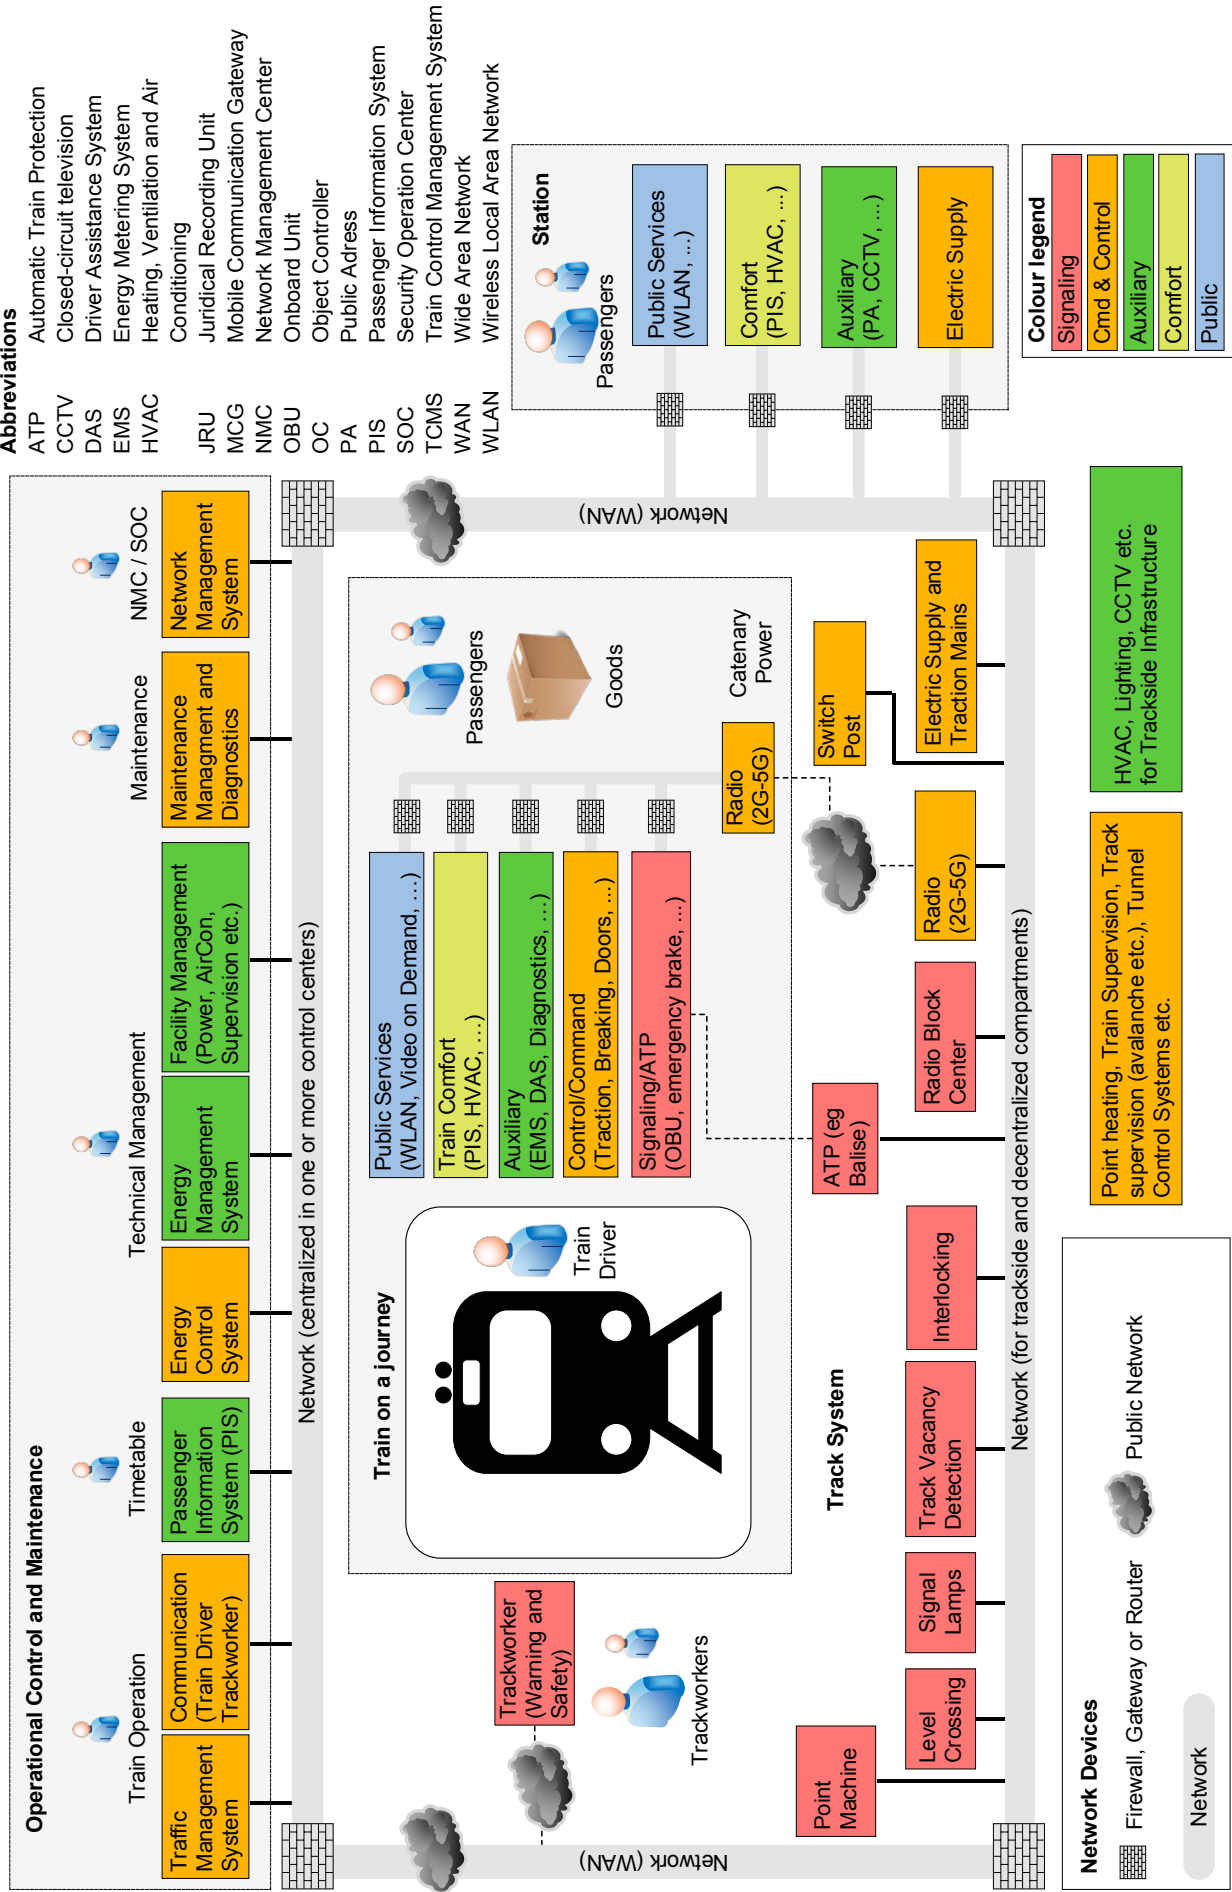 Operational Control and Maintenance
Train Operation
Timetable
Technical Management
Maintenance
NMC / SOC
Traffic
Management
System
Communication
(Train Driver
Trackworker)
Passenger
Information
System (PIS)
Energy
Control
System
Energy
Management
System
Facility Management
(Power, AirCon,
Supervision etc.)
Maintenance
Managment and
Diagnostics
Network
Management
System
Network (centralized in one or more control centers)
Abbreviations
ATP Automatic Train Protection
CCTV Closed-circuit television
DAS Driver Assistance System
EMS Energy Metering System
HVAC Heating, Ventilation and Air
Conditioning
JRU Juridical Recording Unit
MCG Mobile Communication Gateway
NMC Network Management Center
OBU Onboard Unit
OC Object Controller
PA Public Adress
PIS Passenger Information System
SOC Security Operation Center
TCMS Train Control Management System
WAN Wide Area Network
WLAN Wireless Local Area Network
Network (WAN)
Trackworker
(Warning and
Safety)
Trackworkers
Train on a journey
Train
Driver
Public Services
(WLAN, Video on Demand, …)
Train Comfort
(PIS, HVAC, …)
Auxiliary
(EMS, DAS, Diagnostics, ….)
Control/Command
(Traction, Breaking, Doors, …)
Signaling/ATP
(OBU, emergency brake, …)
Passengers
Goods
Radio
(2G-5G)
Catenary
Power
Network (WAN)
Station
Passengers
Public Services
(WLAN, …)
Comfort
(PIS, HVAC, …)
Auxiliary
(PA, CCTV, …)
Electric Supply
Track System
Point
Machine
Level
Crossing
Signal
Lamps
Track Vacancy
Detection
Interlocking
ATP (eg
Balise)
Radio Block
Center
Radio
(2G-5G)
Switch
Post
Electric Supply and
Traction Mains
Network (for trackside and decentralized compartments)
Network Devices
Firewall, Gateway or Router
Public Network
Network
Point heating, Train Supervision, Track
supervision (avalanche etc.), Tunnel
Control Systems etc.
HVAC, Lighting, CCTV etc.
for Trackside Infrastructure
Colour legend
Signaling
Cmd & Control
Auxiliary
Comfort
Public